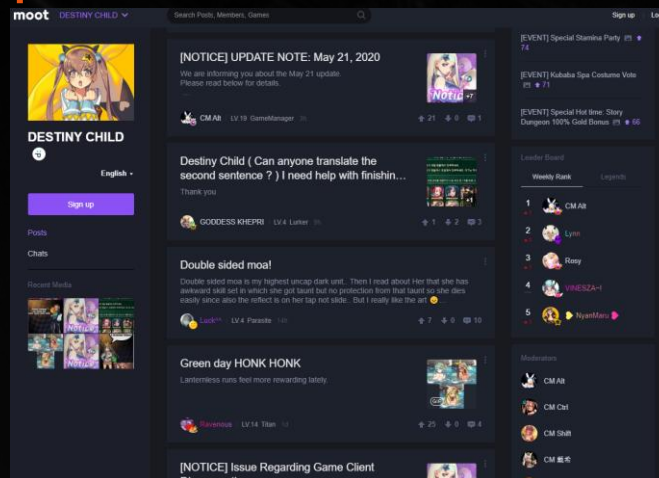 moot
DESTINY CHILD
Search Posts, Members, Games
Sign up
DESTINY CHILD
English
Sign up
Posts
Chats
Recent Media
[NOTICE] UPDATE NOTE: May 21, 2020
We are informing you about the May 21 update.
Please read below for details.
CM Alt LV.19 GameManager
21 0 1
Destiny Child ( Can anyone translate the
second sentence ? ) I need help with finishin...
Thank you
GODDESS KHEPRI LV.4 Lurker
1 2 3
Double sided moa!
Double sided moa is my highest uncap dark unit.. Then I read about Her that she has
awkward skill set in which she got taunt but no protection from that taunt so she dies
easily since also the reflect is on her tap not slide.. But I really like the art
LV.4 Parasite
7 0 10
Green day HONK HONK
Lanternless runs feel more rewarding lately.
Ravenous LV.14 Titan 1d
25 0 4
[NOTICE] Issue Regarding Game Client
[EVENT] Special Stamina Party
74
[EVENT] Kubaba Spa Costume Vote
71
[EVENT] Special Hot time: Story
Dungeon 100% Gold Bonus 66
Leader Board
Weekly Rank Legends
1 CM Alt
2 Lynn
3 Rosy
4
5 NyanMaru
Moderators
CM Alt
CM Ctrl
CM Shift
CM